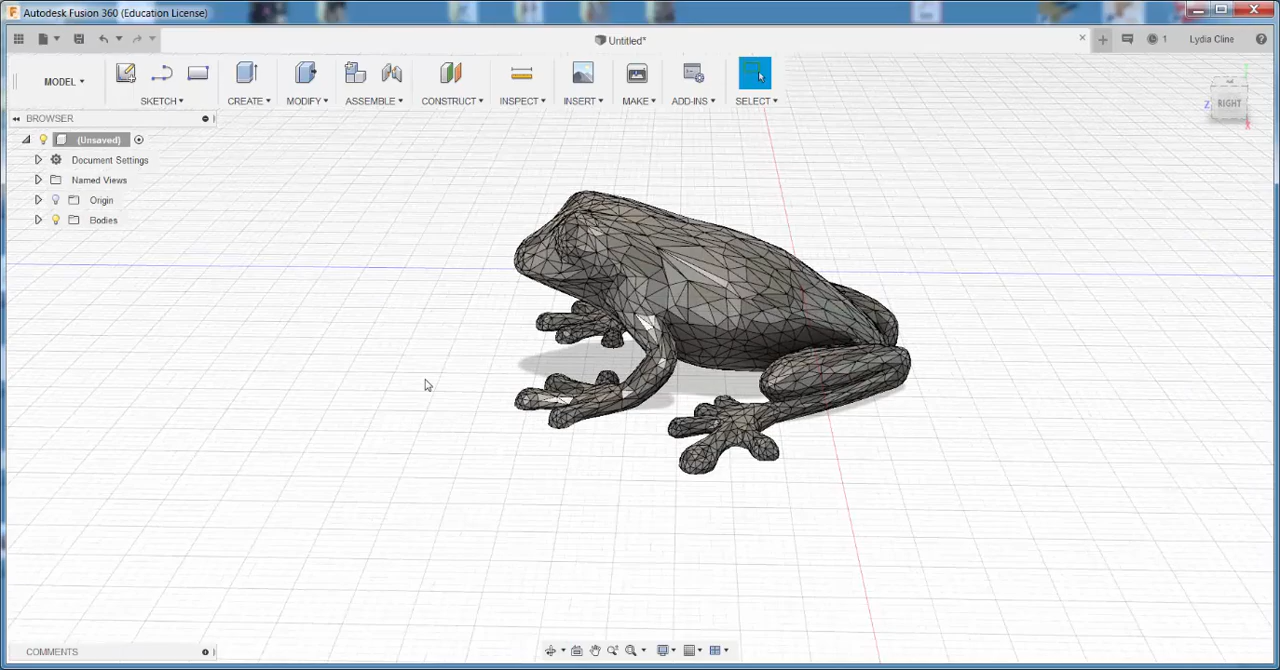 Autodesk Fusion 360 (Education License)
Untitled*
1
Lydia Cline
MODEL
SKETCH
CREATE
MODIFY
ASSEMBLE
CONSTRUCT
INSPECT
INSERT
MAKE
ADD-INS
SELECT
Z
RIGHT
X
BROWSER
(Unsaved)
Document Settings
Named Views
Origin
Bodies
COMMENTS